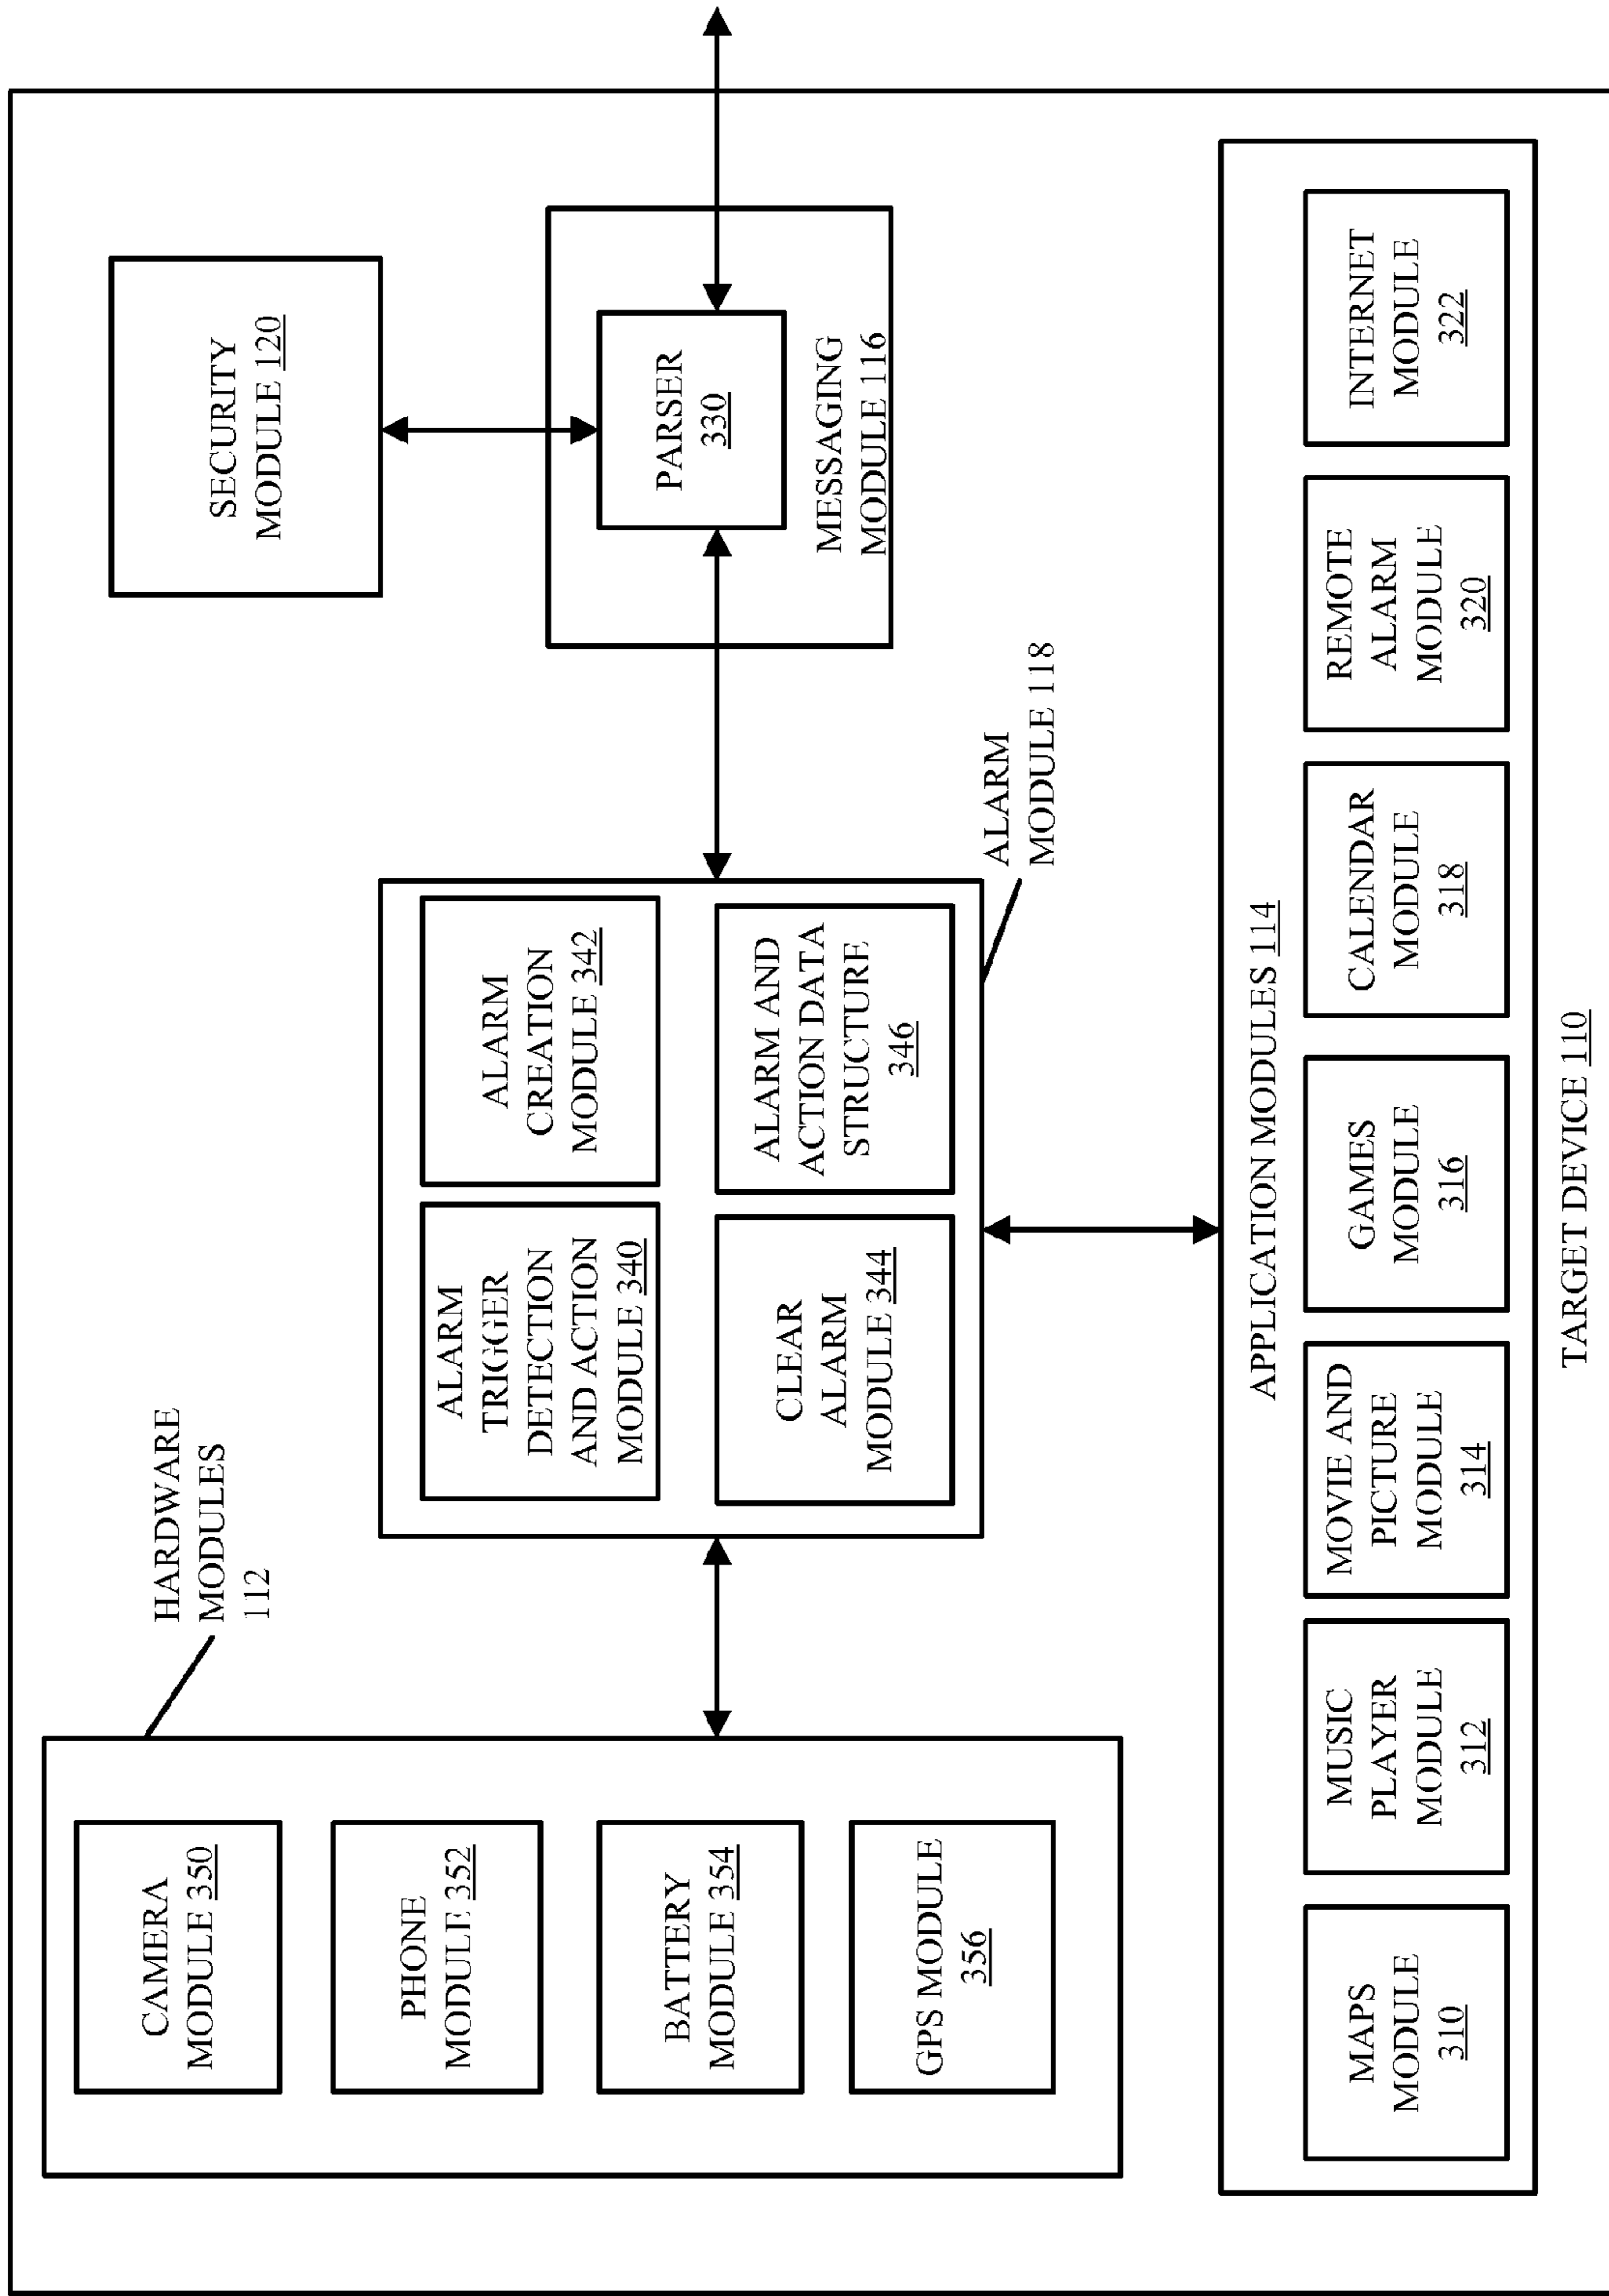 HARDWARE
MODULES
112
CAMERA
MODULE 350
PHONE
MODULE 352
BATTERY
MODULE 354
GPS MODULE
356
ALARM
TRIGGER
DETECTION
AND ACTION
MODULE 340
ALARM
CREATION
MODULE 342
CLEAR
ALARM
MODULE 344
ALARM AND
ACTION DATA
STRUCTURE
346
ALARM
MODULE 118
SECURITY
MODULE 120
PARSER
330
MESSAGING
MODULE 116
APPLICATION MODULES 114
MAPS
MODULE
310
MUSIC
PLAYER
MODULE
312
MOVIE AND
PICTURE
MODULE
314
GAMES
MODULE
316
CALENDAR
MODULE
318
REMOTE
ALARM
MODULE
320
INTERNET
MODULE
322
TARGET DEVICE 110